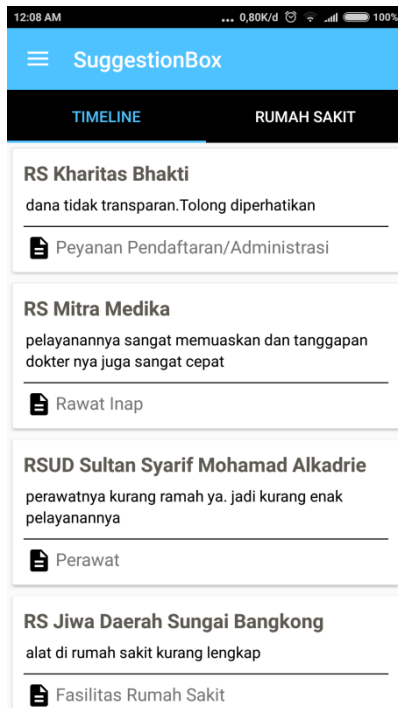 12:08 AM ... 0,80K/d 100%
SuggestionBox
TIMELINE RUMAH SAKIT
RS Kharitas Bhakti
dana tidak transparan.Tolong diperhatikan
Peyanan Pendaftaran/Administrasi
RS Mitra Medika
pelayanannya sangat memuaskan dan tanggapan
dokter nya juga sangat cepat
Rawat Inap
RSUD Sultan Syarif Mohamad Alkadrie
perawatnya kurang ramah ya. jadi kurang enak
pelayanannya
Perawat
RS Jiwa Daerah Sungai Bangkong
alat di rumah sakit kurang lengkap
Fasilitas Rumah Sakit